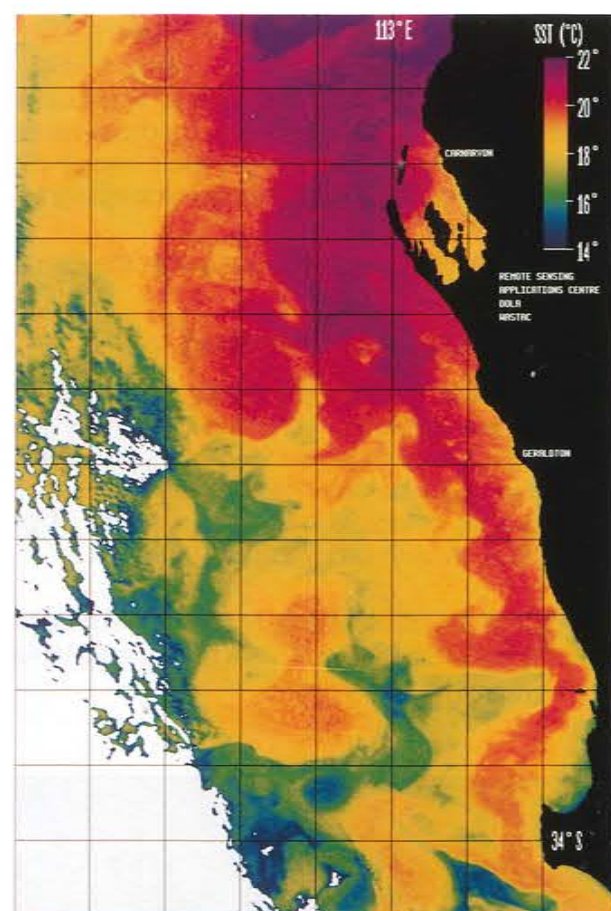 113°E
SST (°C)
22°
20°
18°
16°
14°
CARNARVON
REMOTE SENSING
APPLICATIONS CENTRE
DOLA
WASTAC
GERALDTON
34°S